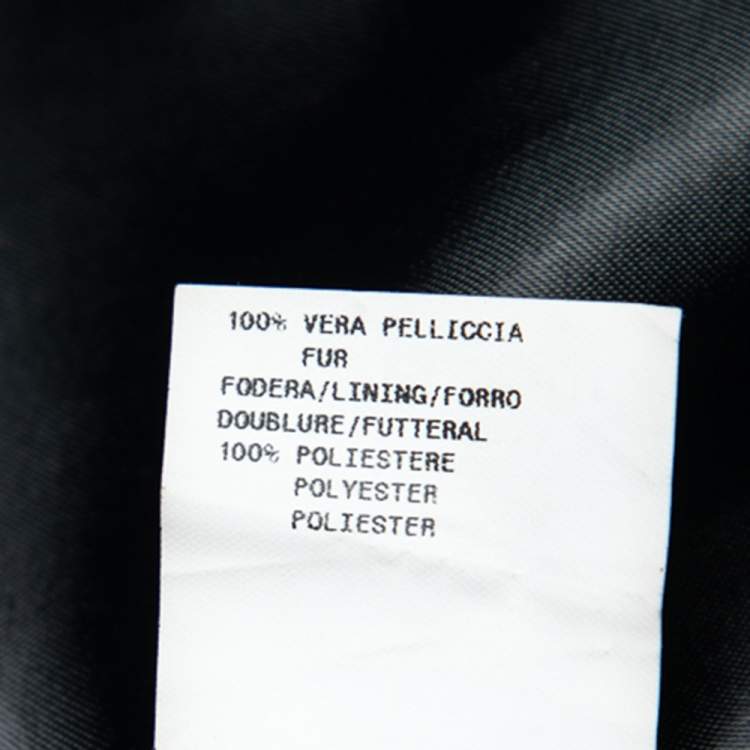 100% VERA PELLICCIA
FUR
FODERA/LINING/FORRO
DOUBLURE/FUTTERAL
100% POLIESTERE
POLYESTER
POLIESTER